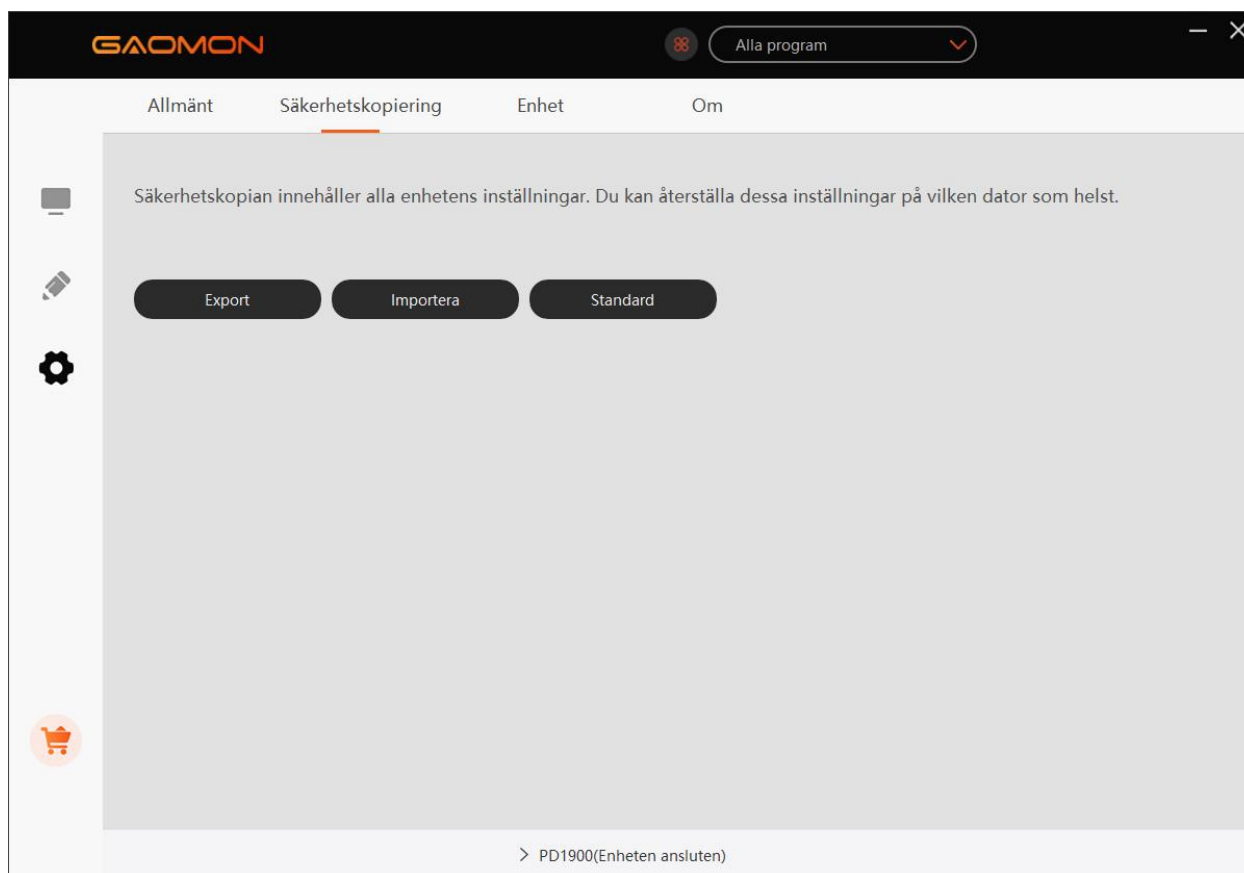 GAOMON
Alla program
Allmänt Säkerhetskopiering Enhet Om
Säkerhetskopian innehåller alla enhetens inställningar. Du kan återställa dessa inställningar på vilken dator som helst.
Export Importera Standard
PD1900(Enheten ansluten)